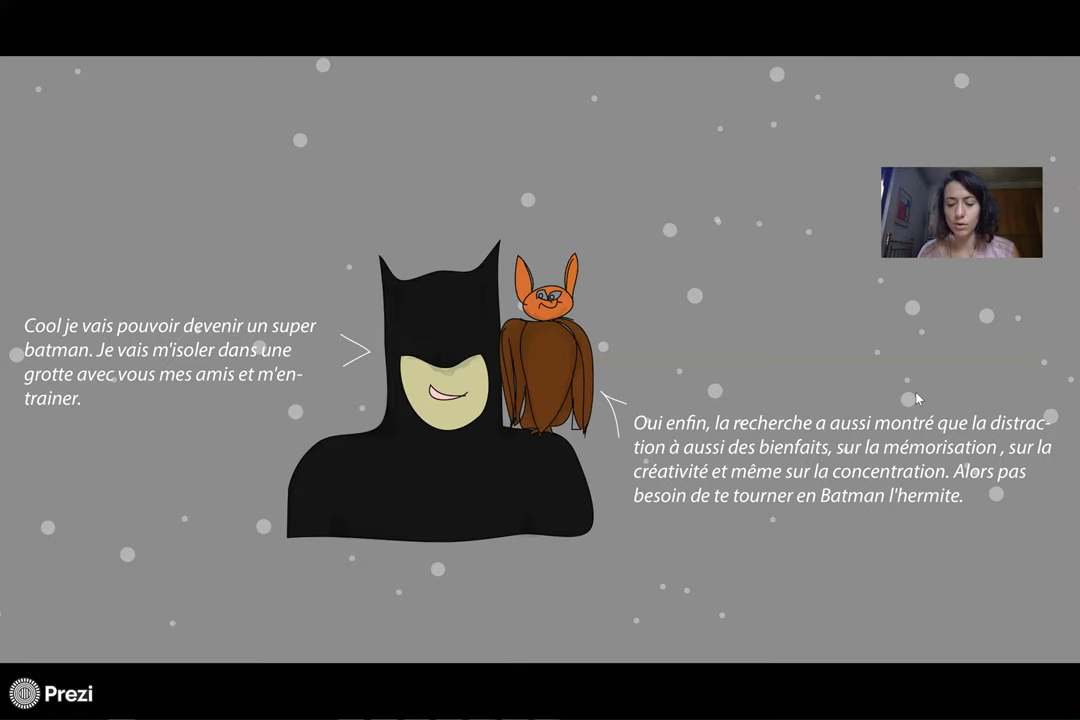 Cool je vais pouvoir devenir un super
batman. Je vais m'isoler dans une
grotte avec vous mes amis et m'en-
trainer.
Oui enfin, la recherche a aussi montré que la distrac-
tion à aussi des bienfaits, sur la mémorisation , sur la
créativité et même sur la concentration. Alors pas
besoin de te tourner en Batman l'hermite.
Prezi